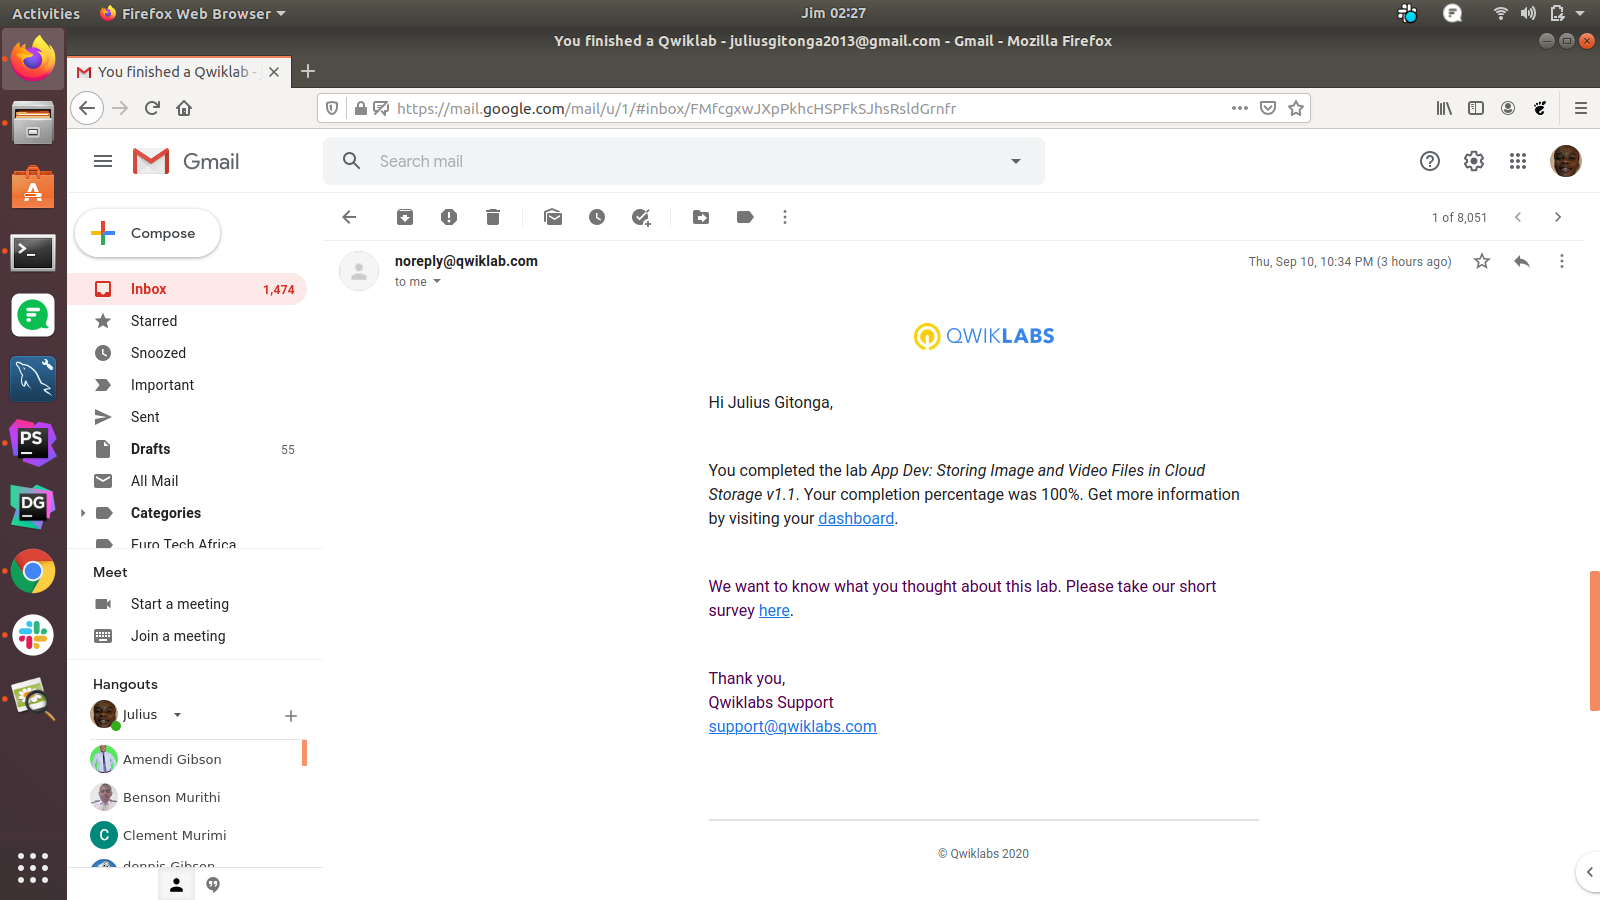 Activities
Firefox Web Browser
Jim 02:27
You finished a Qwiklab - juliusgitonga2013@gmail.com - Gmail - Mozilla Firefox
You finished a Qwiklab -
https://mail.google.com/mail/u/1/#inbox/FMfcgxwJXpPkhcHSPFkSJhsRsldGrnfr
Gmail
Search mail
Compose
1 of 8,051
Inbox 1,474
Starred
Snoozed
Important
Sent
Drafts 55
All Mail
Categories
Euro Tech Africa
Meet
Start a meeting
Join a meeting
Hangouts
Julius
Amendi Gibson
Benson Murithi
C Clement Murimi
dennis Gibson
noreply@qwiklab.com
Thu, Sep 10, 10:34 PM (3 hours ago)
to me
QWIKLABS
Hi Julius Gitonga,
You completed the lab App Dev: Storing Image and Video Files in Cloud
Storage v1.1. Your completion percentage was 100%. Get more information
by visiting your dashboard.
We want to know what you thought about this lab. Please take our short
survey here.
Thank you,
Qwiklabs Support
support@qwiklabs.com
© Qwiklabs 2020
PS
DG